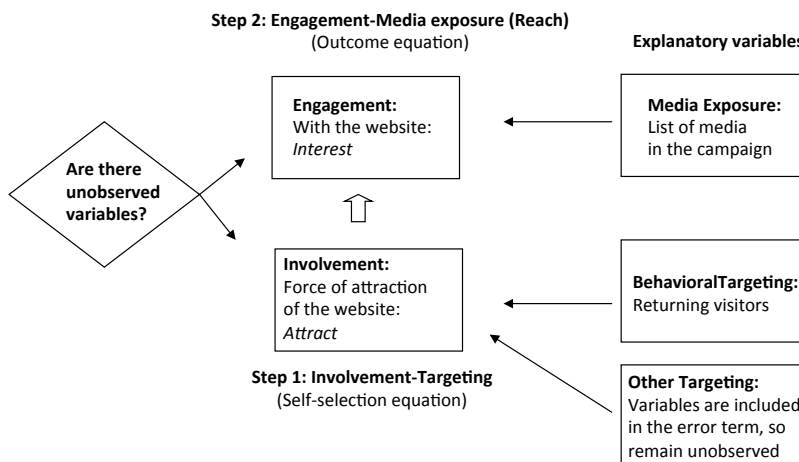 Step 2: Engagement-Media exposure (Reach)
(Outcome equation)
Explanatory variables
Engagement:
With the website:
Interest
Media Exposure:
List of media
in the campaign
Are there
unobserved
variables?
Involvement:
Force of attraction
of the website:
Attract
BehavioralTargeting:
Returning visitors
Step 1: Involvement-Targeting
(Self-selection equation)
Other Targeting:
Variables are included
in the error term, so
remain unobserved